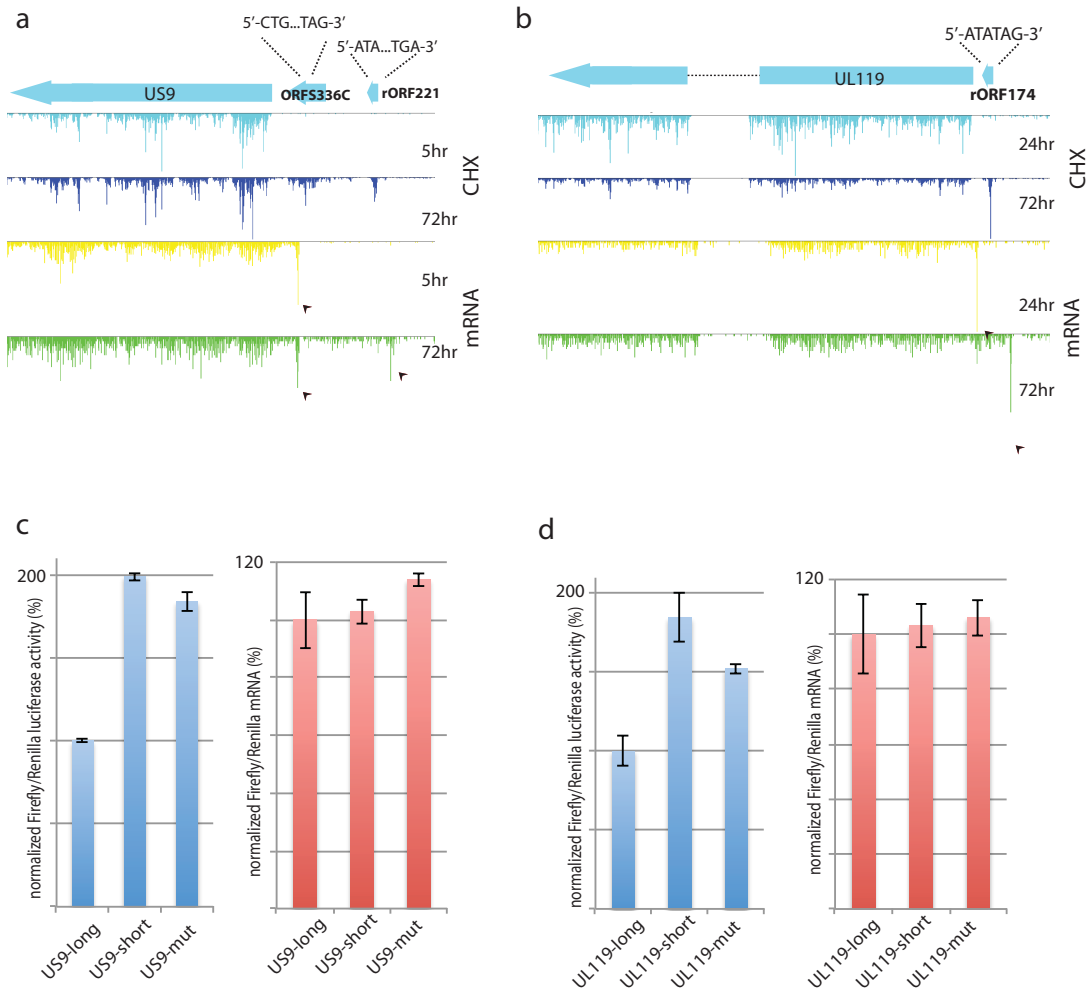 a
5’-CTG...TAG-3’
5’-ATA...TGA-3’
US9
ORFS336C
rORF221
5hr
72hr
CHX
5hr
72hr
mRNA
b
5’-ATATAG-3’
UL119
rORF174
24hr
72hr
CHX
24hr
72hr
mRNA
c
200
normalized Firefly/Renilla luciferase activity (%)
US9-long
US9-short
US9-mut
120
normalized Firefly/Renilla mRNA (%)
US9-long
US9-short
US9-mut
d
200
normalized Firefly/Renilla luciferase activity (%)
UL119-long
UL119-short
UL119-mut
120
normalized Firefly/Renilla mRNA (%)
UL119-long
UL119-short
UL119-mut